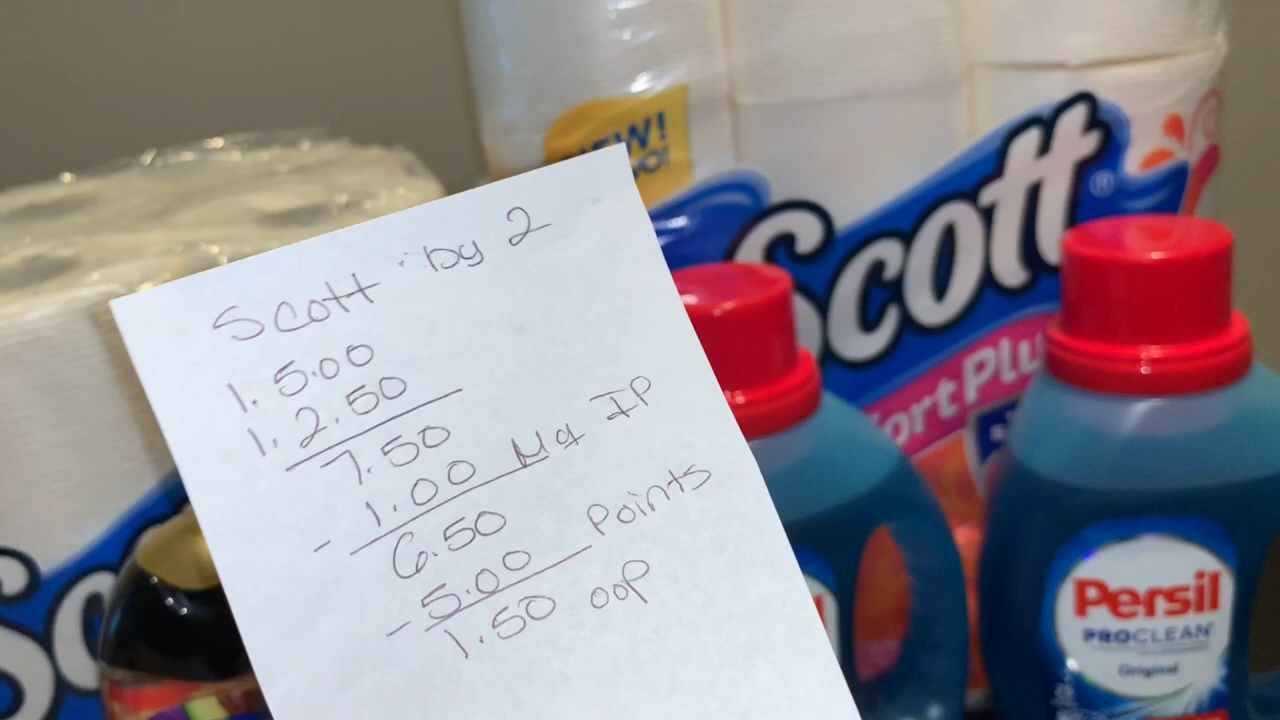 Scott by 2
1. 5.00
1. 2.50
7.50
- 1.00 Mq IP
6.50
- 5.00 Points
1.50 OOP
NEW!
Scott
Persil
PROCLEAN
Original